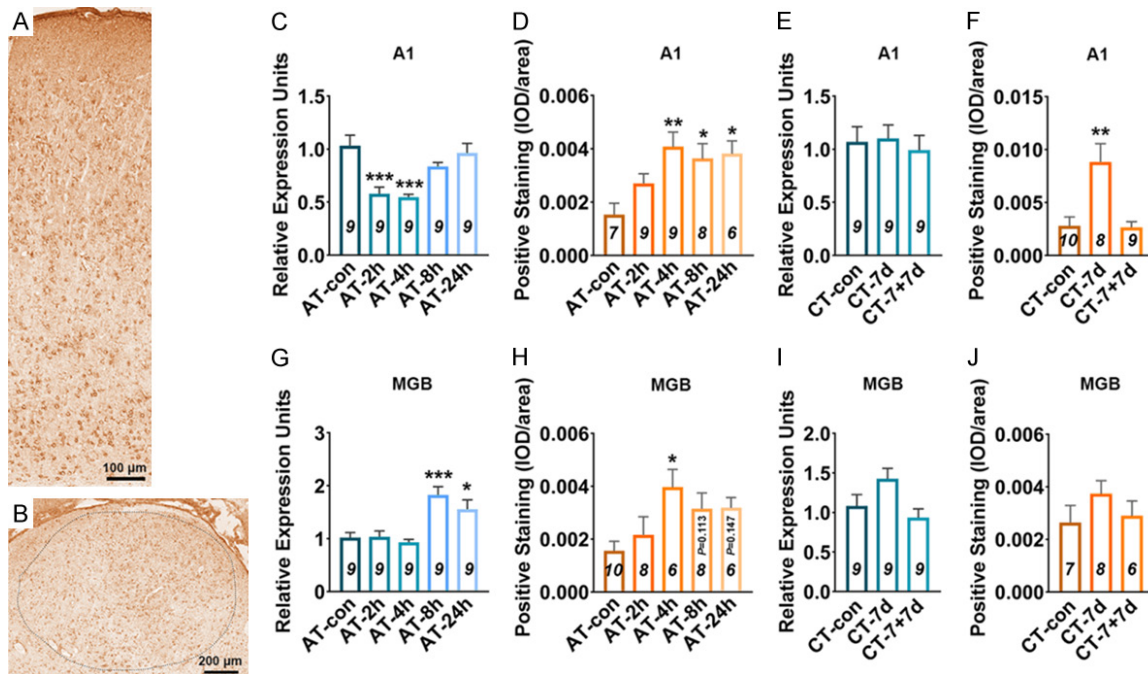 A
100 µm
B
200 µm
C
A1
Relative Expression Units
1.5
1.0
0.5
0.0
***
***
9
9
9
9
9
AT-con
AT-2h
AT-4h
AT-8h
AT-24h
D
A1
Positive Staining (IOD/area)
0.006
0.004
0.002
0.000
**
*
*
7
9
9
8
6
AT-con
AT-2h
AT-4h
AT-8h
AT-24h
E
A1
Relative Expression Units
1.5
1.0
0.5
0.0
9
9
9
CT-con
CT-7d
CT-7+7d
F
A1
Positive Staining (IOD/area)
0.015
0.010
0.005
0.000
**
10
8
9
CT-con
CT-7d
CT-7+7d
G
MGB
Relative Expression Units
3
2
1
0
***
*
9
9
9
9
9
AT-con
AT-2h
AT-4h
AT-8h
AT-24h
H
MGB
Positive Staining (IOD/area)
0.006
0.004
0.002
0.000
*
P=0.113
P=0.147
10
8
6
8
6
AT-con
AT-2h
AT-4h
AT-8h
AT-24h
I
MGB
Relative Expression Units
2.0
1.5
1.0
0.5
0.0
9
9
9
CT-con
CT-7d
CT-7+7d
J
MGB
Positive Staining (IOD/area)
0.006
0.004
0.002
0.000
7
8
6
CT-con
CT-7d
CT-7+7d